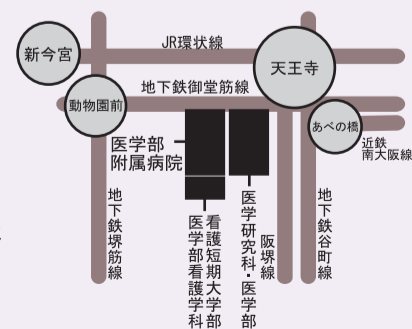 JR環状線
新今宮
天王寺
地下鉄御堂筋線
動物園前
あべの橋
近鉄
南大阪線
医学部
附属病院
地下鉄堺筋線
看護短期大学部
医学部看護学科
医学研究科・医学部
阪堺線
地下鉄谷町線